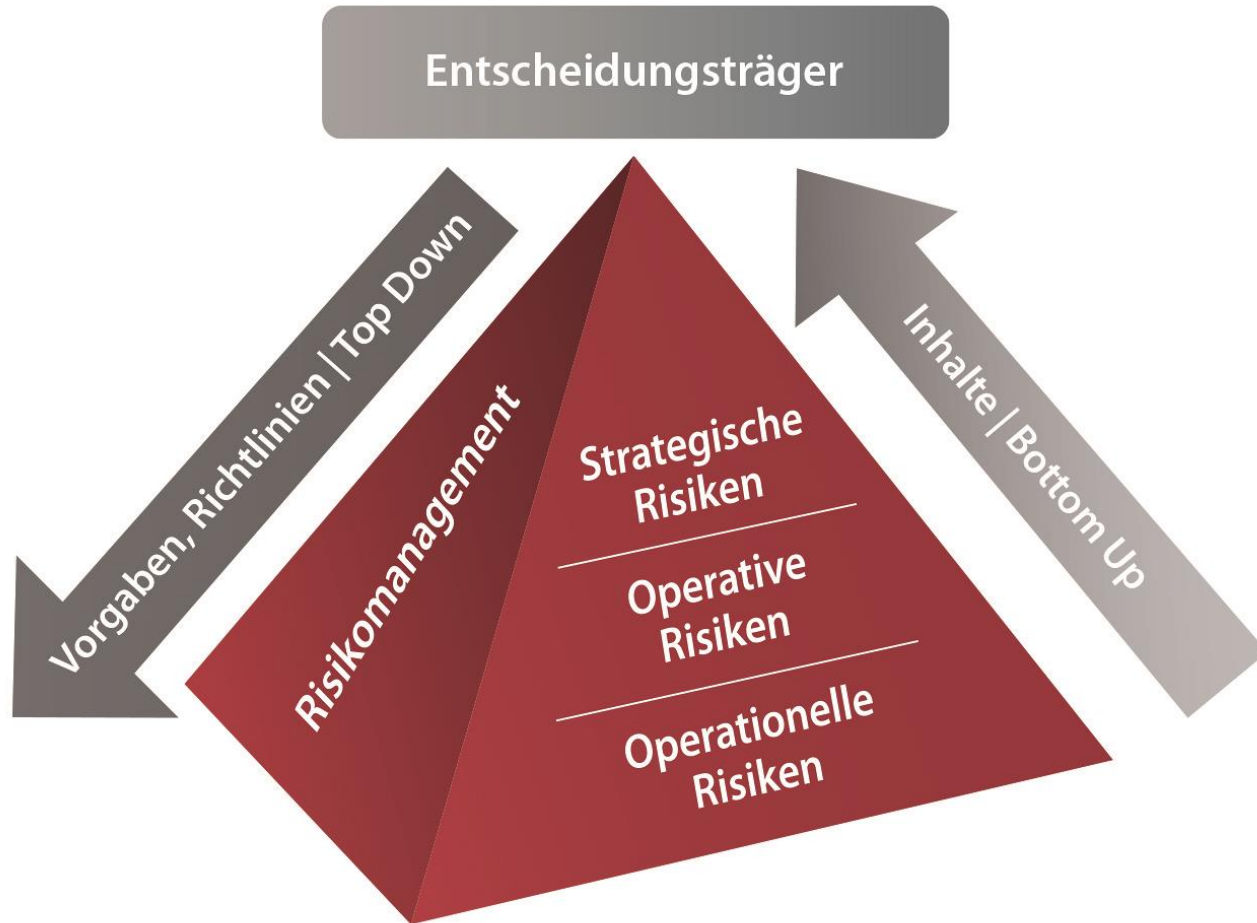 Entscheidungsträger
Vorgaben, Richtlinien | Top Down
Risikomanagement
Strategische
Risiken
Operative
Risiken
Operationelle
Risiken
Inhalte | Bottom Up